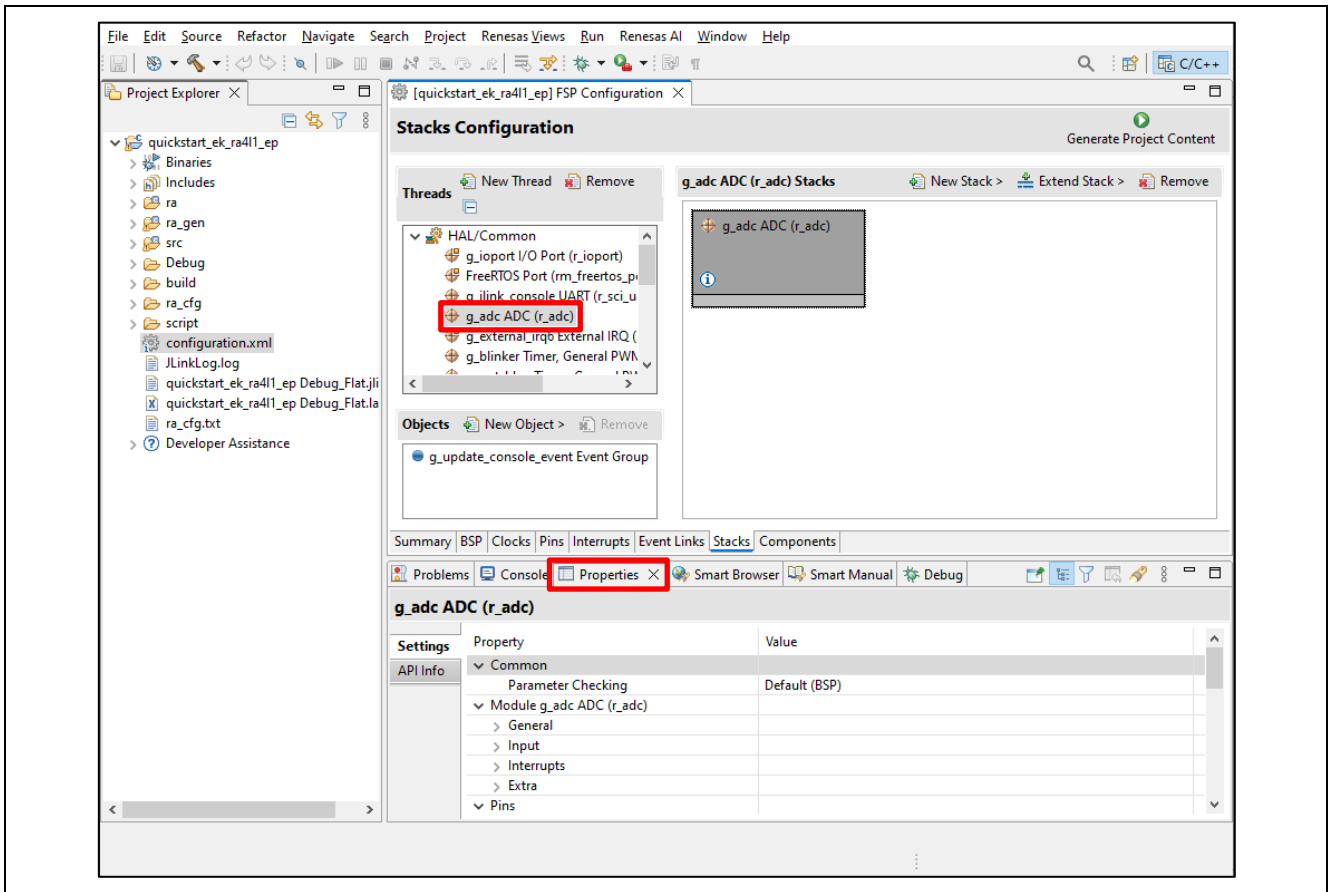 File Edit Source Refactor Navigate Search Project Renesas Views Run Renesas AI Window Help
C/C++
Project Explorer
quickstart_ek_ra4l1_ep
Binaries
Includes
ra
ra_gen
src
Debug
build
ra_cfg
script
configuration.xml
JLinkLog.log
quickstart_ek_ra4l1_ep Debug_Flat.jli
quickstart_ek_ra4l1_ep Debug_Flat.la
ra_cfg.txt
Developer Assistance
[quickstart_ek_ra4l1_ep] FSP Configuration
Stacks Configuration
Generate Project Content
Threads New Thread Remove
HAL/Common
g_ioport I/O Port (r_ioport)
FreeRTOS Port (rm_freertos_p
g_jlink_console UART (r_sci_u
g_adc ADC (r_adc)
g_external_irq6 External IRQ (
g_blinker Timer, General PWM
Objects New Object > Remove
g_update_console_event Event Group
g_adc ADC (r_adc) Stacks New Stack > Extend Stack > Remove
g_adc ADC (r_adc)
Summary BSP Clocks Pins Interrupts Event Links Stacks Components
Problems Console Properties Smart Browser Smart Manual Debug
g_adc ADC (r_adc)
Settings
API Info
Property Value
Common
Parameter Checking Default (BSP)
Module g_adc ADC (r_adc)
General
Input
Interrupts
Extra
Pins